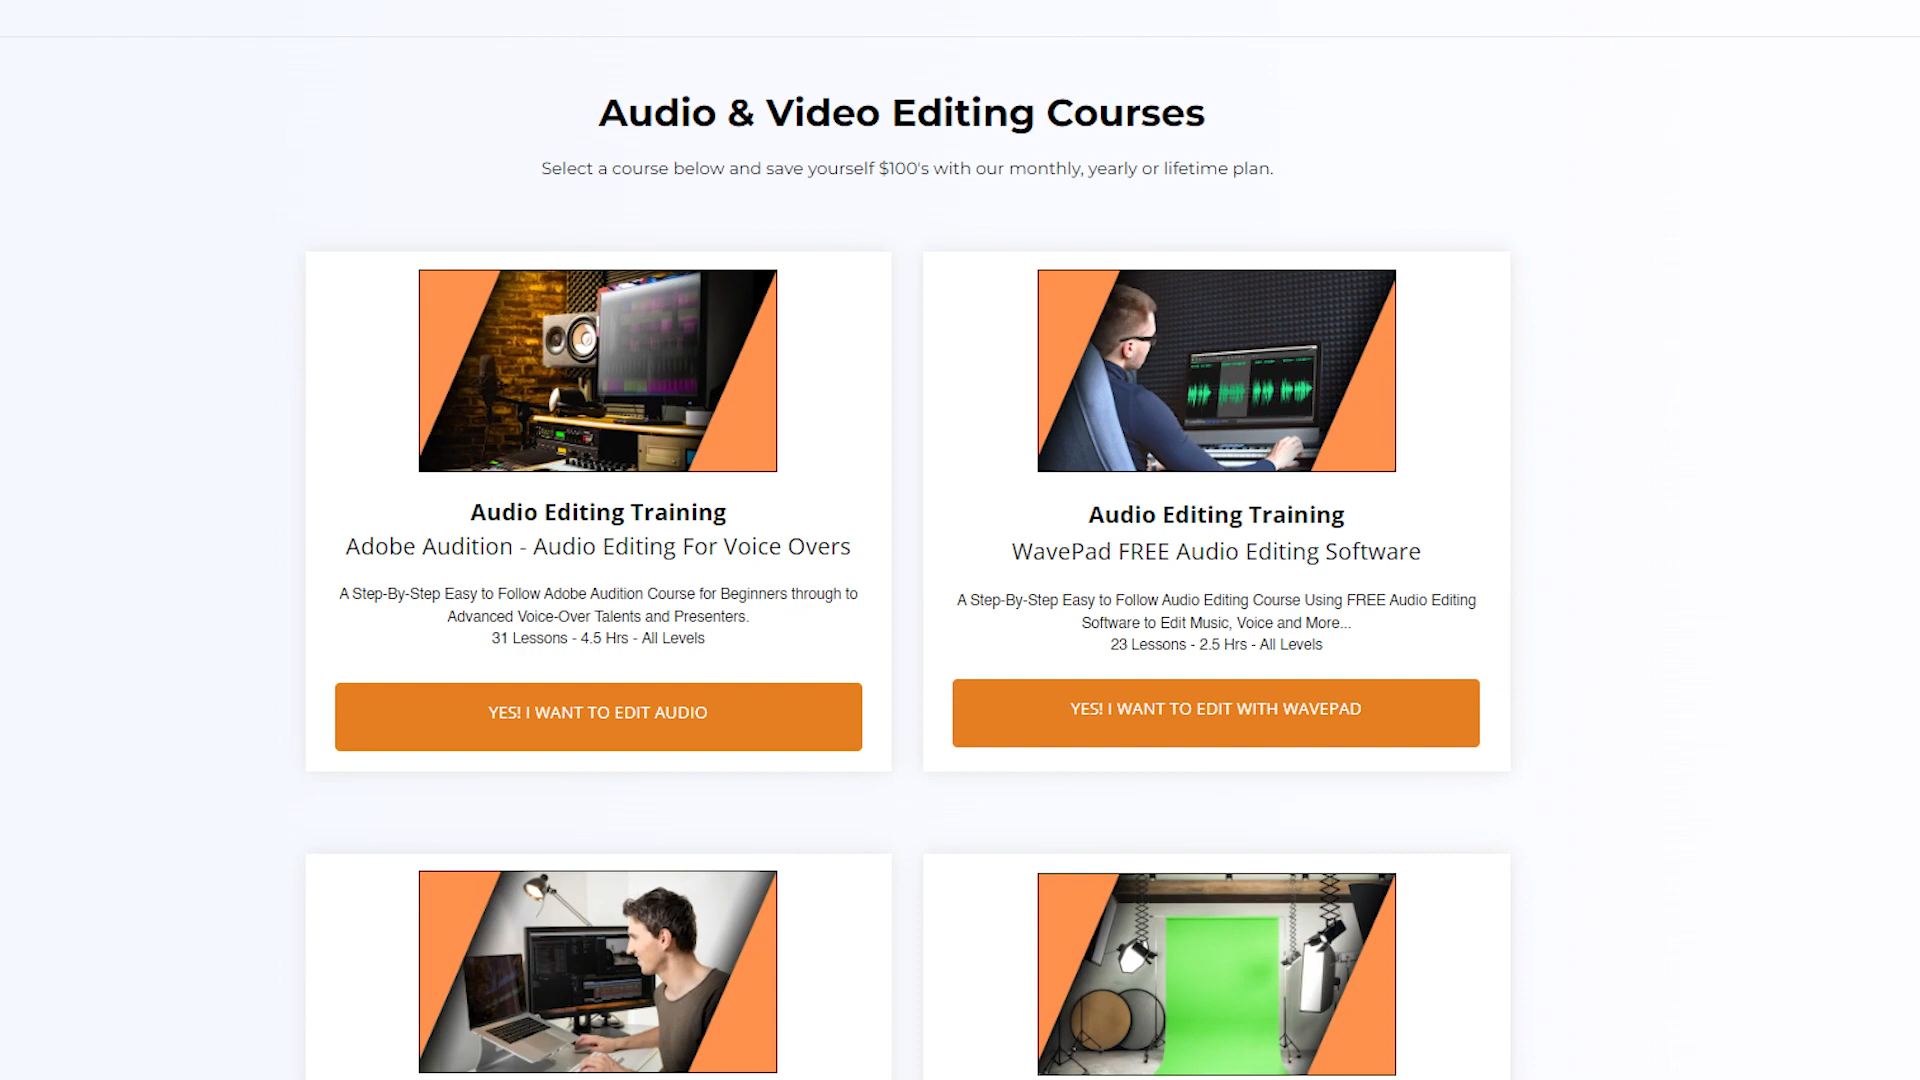 Audio & Video Editing Courses
Select a course below and save yourself $100's with our monthly, yearly or lifetime plan.
Audio Editing Training
Adobe Audition - Audio Editing For Voice Overs
A Step-By-Step Easy to Follow Adobe Audition Course for Beginners through to
Advanced Voice-Over Talents and Presenters.
31 Lessons - 4.5 Hrs - All Levels
YES! I WANT TO EDIT AUDIO
Audio Editing Training
WavePad FREE Audio Editing Software
A Step-By-Step Easy to Follow Audio Editing Course Using FREE Audio Editing
Software to Edit Music, Voice and More...
23 Lessons - 2.5 Hrs - All Levels
YES! I WANT TO EDIT WITH WAVEPAD